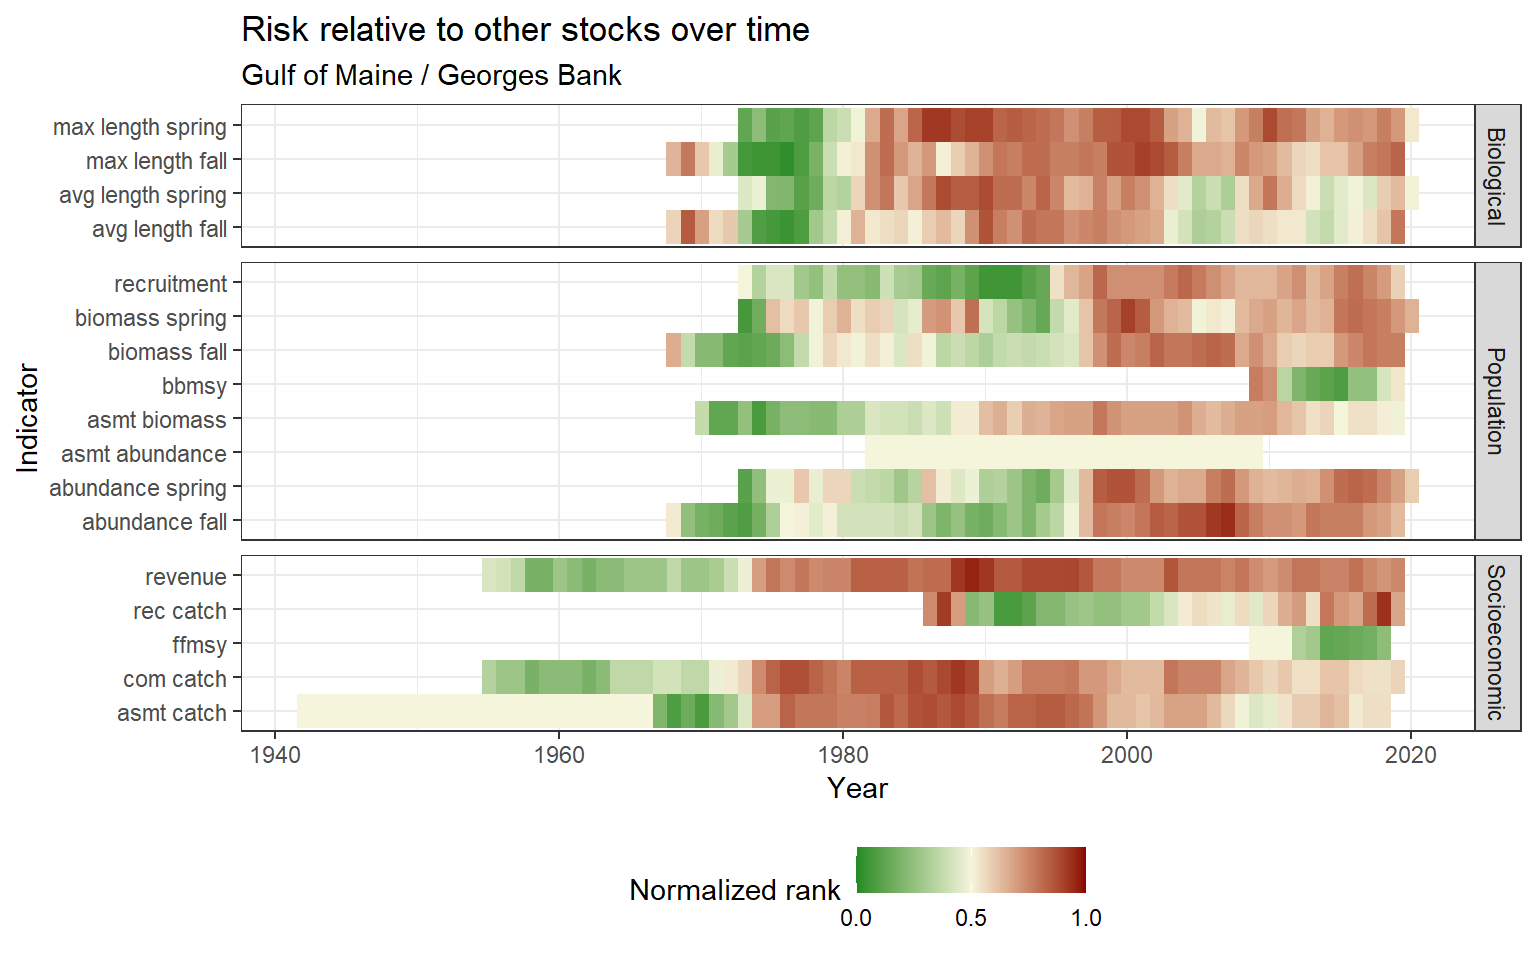 Risk relative to other stocks over time
Gulf of Maine / Georges Bank
Indicator
max length spring
max length fall
avg length spring
avg length fall
Biological
recruitment
biomass spring
biomass fall
bbmsy
asmt biomass
asmt abundance
abundance spring
abundance fall
Population
revenue
rec catch
ffmsy
com catch
asmt catch
Socioeconomic
1940 1960 1980 2000 2020
Year
Normalized rank
0.0 0.5 1.0